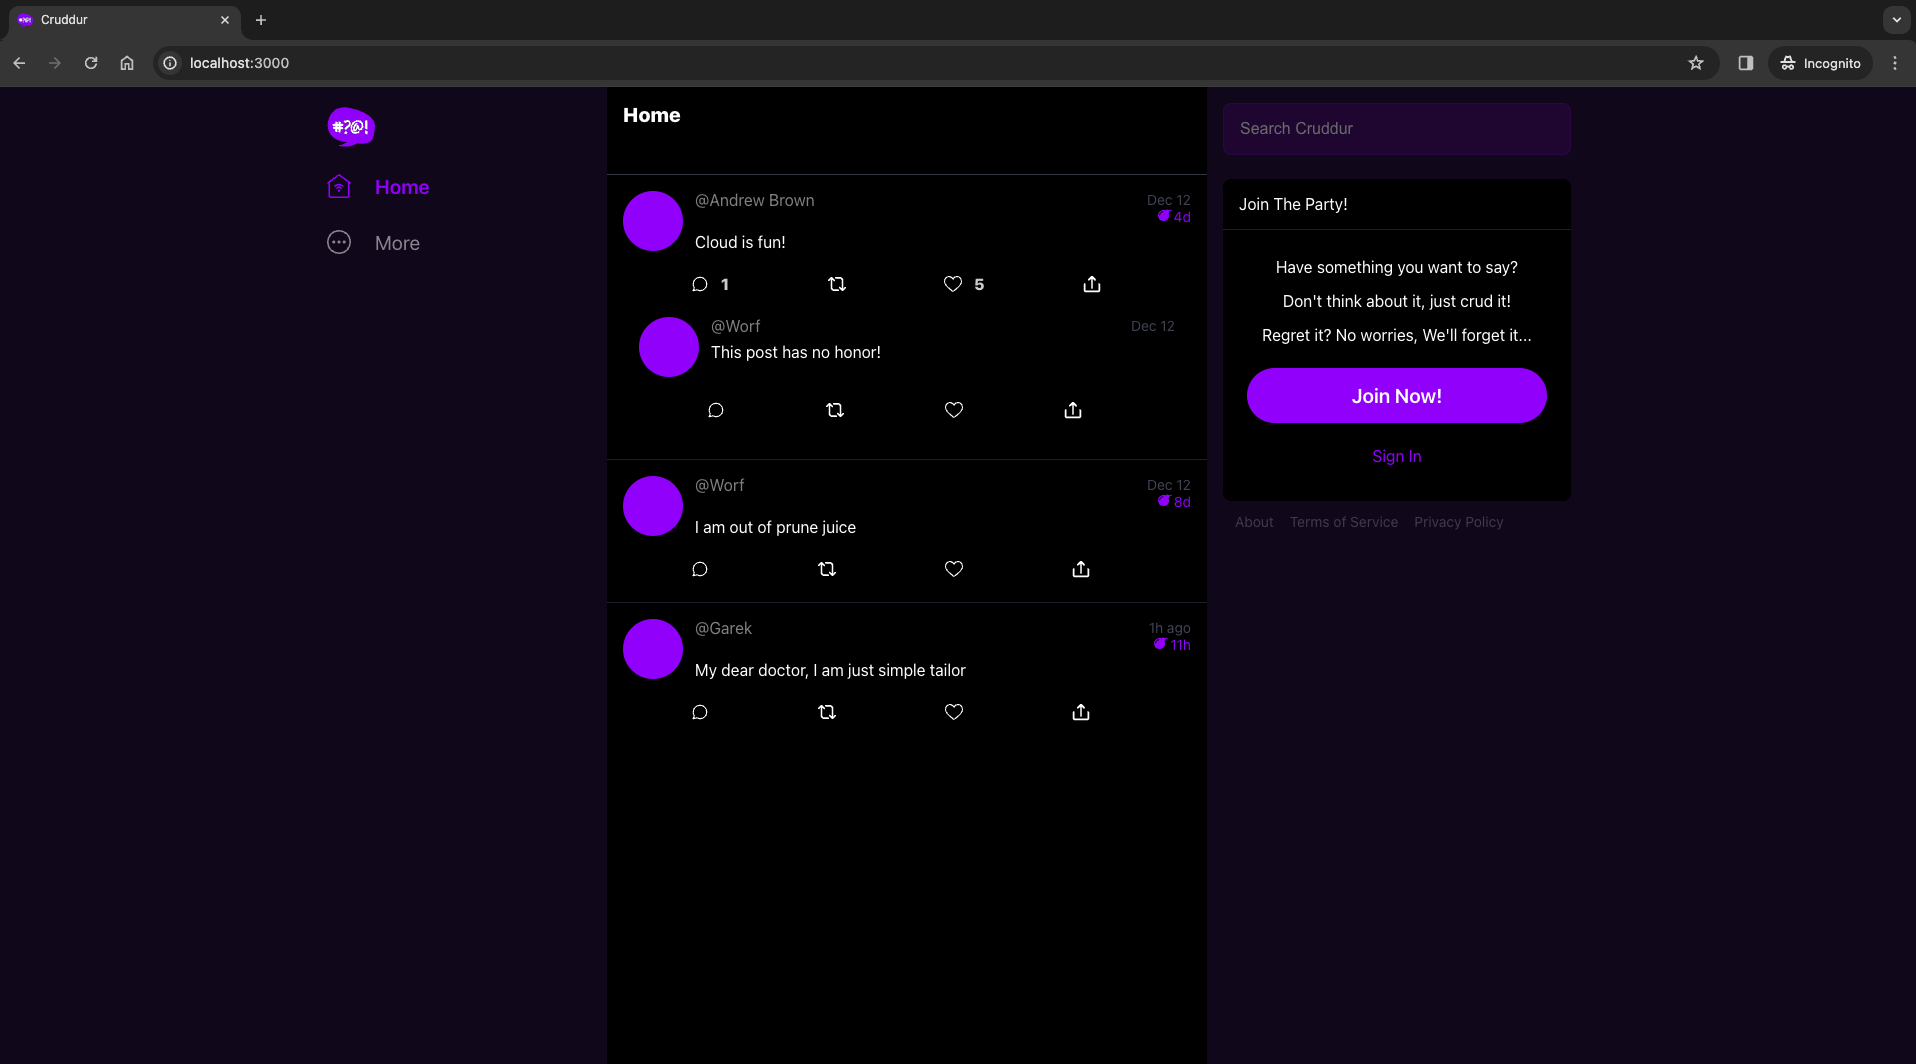 Cruddur
localhost:3000
Incognito
#?@!
Home
More
Home
@Andrew Brown
Dec 12
4d
Cloud is fun!
1
5
@Worf
Dec 12
This post has no honor!
@Worf
Dec 12
8d
I am out of prune juice
@Garek
1h ago
11h
My dear doctor, I am just simple tailor
Search Cruddur
Join The Party!
Have something you want to say?
Don't think about it, just crud it!
Regret it? No worries, We'll forget it...
Join Now!
Sign In
About Terms of Service Privacy Policy